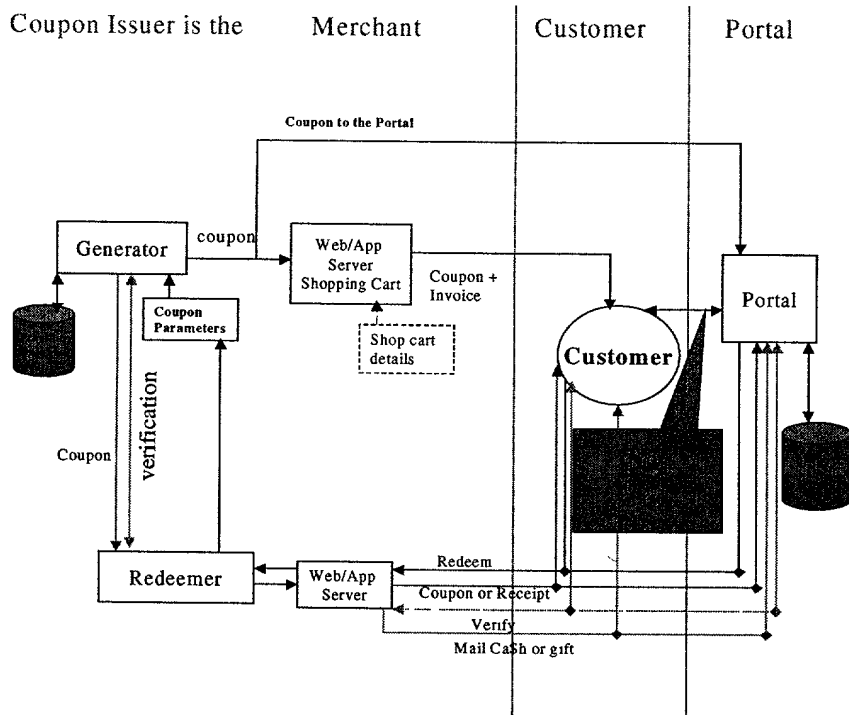 Coupon Issuer is the Merchant Customer Portal
Coupon to the Portal
Generator
coupon
Web/App
Server
Shopping Cart
Coupon +
Invoice
Portal
Coupon
Parameters
Shop cart
details
Customer
verification
Coupon
Redeemer
Web/App
Server
Redeem
Coupon or Receipt
Verify
Mail Ca$h or gift